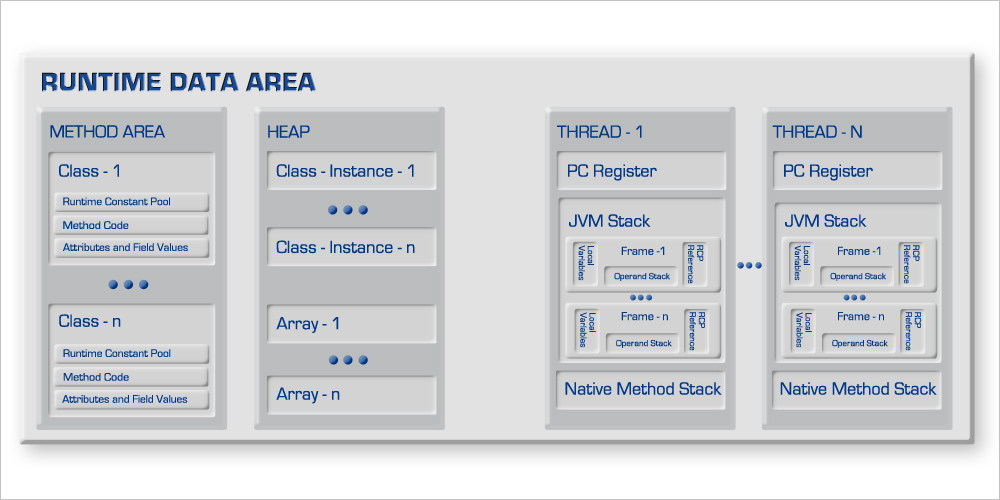 RUNTIME DATA AREA
METHOD AREA
Class - 1
Runtime Constant Pool
Method Code
Attributes and Field Values
Class - n
Runtime Constant Pool
Method Code
Attributes and Field Values
HEAP
Class - Instance - 1
Class - Instance - n
Array - 1
Array - n
THREAD - 1
PC Register
JVM Stack
Local
Variables
Frame -1
Operand Stack
RCP
Reference
Local
Variables
Frame - n
Operand Stack
RCP
Reference
Native Method Stack
THREAD - N
PC Register
JVM Stack
Local
Variables
Frame -1
Operand Stack
RCP
Reference
Local
Variables
Frame - n
Operand Stack
RCP
Reference
Native Method Stack